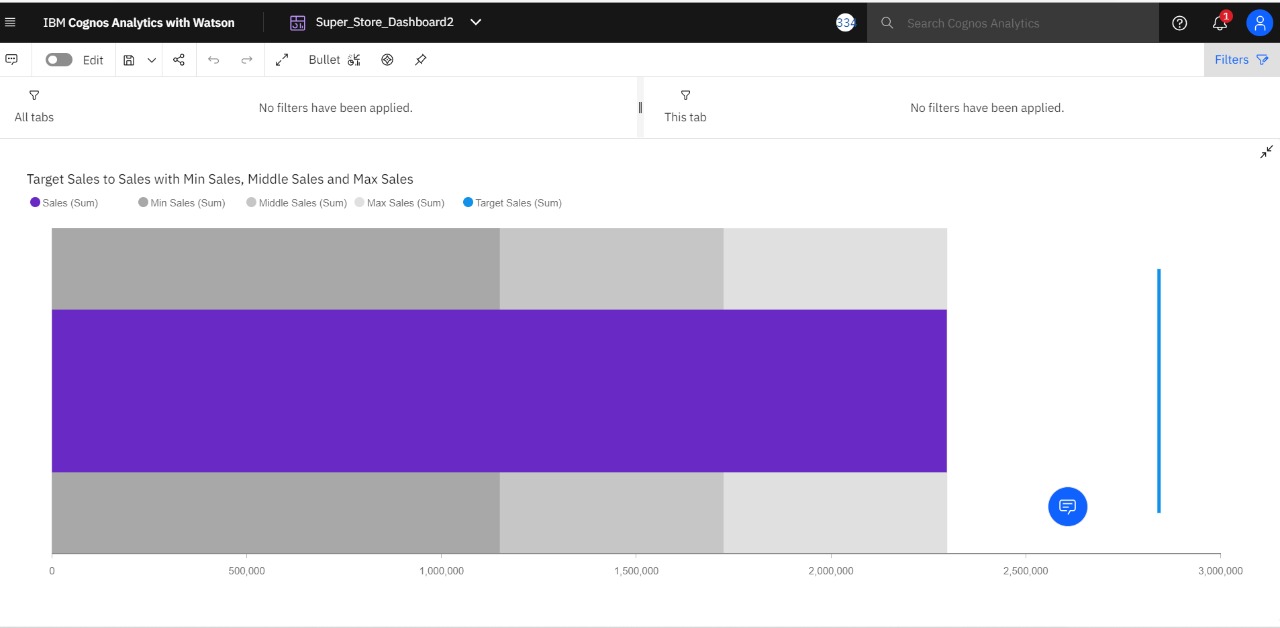 IBM Cognos Analytics with Watson
Super_Store_Dashboard2
334
Search Cognos Analytics
1
Edit
Bullet
Filters
All tabs
No filters have been applied.
This tab
No filters have been applied.
Target Sales to Sales with Min Sales, Middle Sales and Max Sales
Sales (Sum) Min Sales (Sum) Middle Sales (Sum) Max Sales (Sum) Target Sales (Sum)
0 500,000 1,000,000 1,500,000 2,000,000 2,500,000 3,000,000